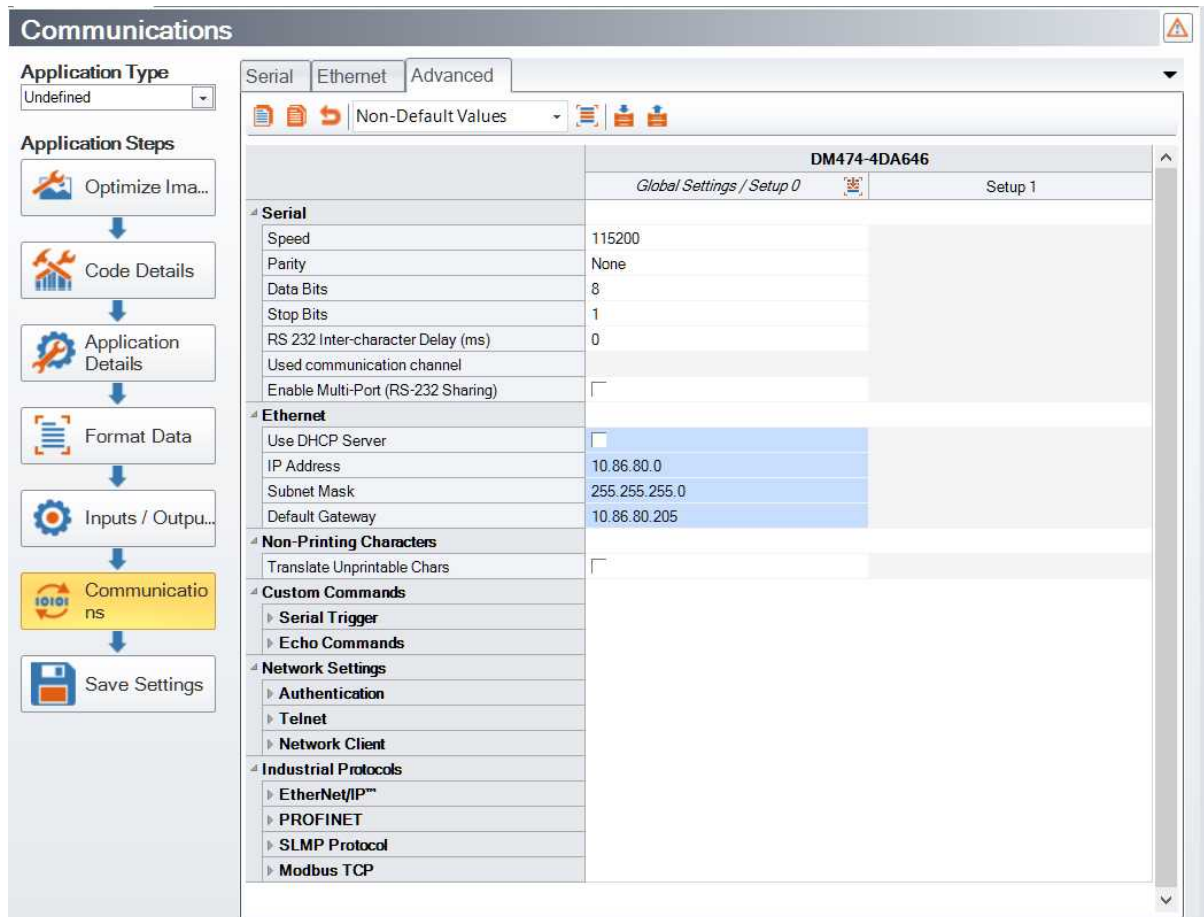 Communications
Application Type
Undefined
Application Steps
Optimize Ima...
Code Details
Application
Details
Format Data
Inputs / Outpu...
Communicatio
ns
Save Settings
Serial Ethernet Advanced
Non-Default Values
DM474-4DA646
Global Settings / Setup 0 Setup 1
Serial
Speed 115200
Parity None
Data Bits 8
Stop Bits 1
RS 232 Inter-character Delay (ms) 0
Used communication channel
Enable Multi-Port (RS-232 Sharing)
Ethernet
Use DHCP Server
IP Address 10.86.80.0
Subnet Mask 255.255.255.0
Default Gateway 10.86.80.205
Non-Printing Characters
Translate Unprintable Chars
Custom Commands
Serial Trigger
Echo Commands
Network Settings
Authentication
Telnet
Network Client
Industrial Protocols
EtherNet/IP™
PROFINET
SLMP Protocol
Modbus TCP
10101